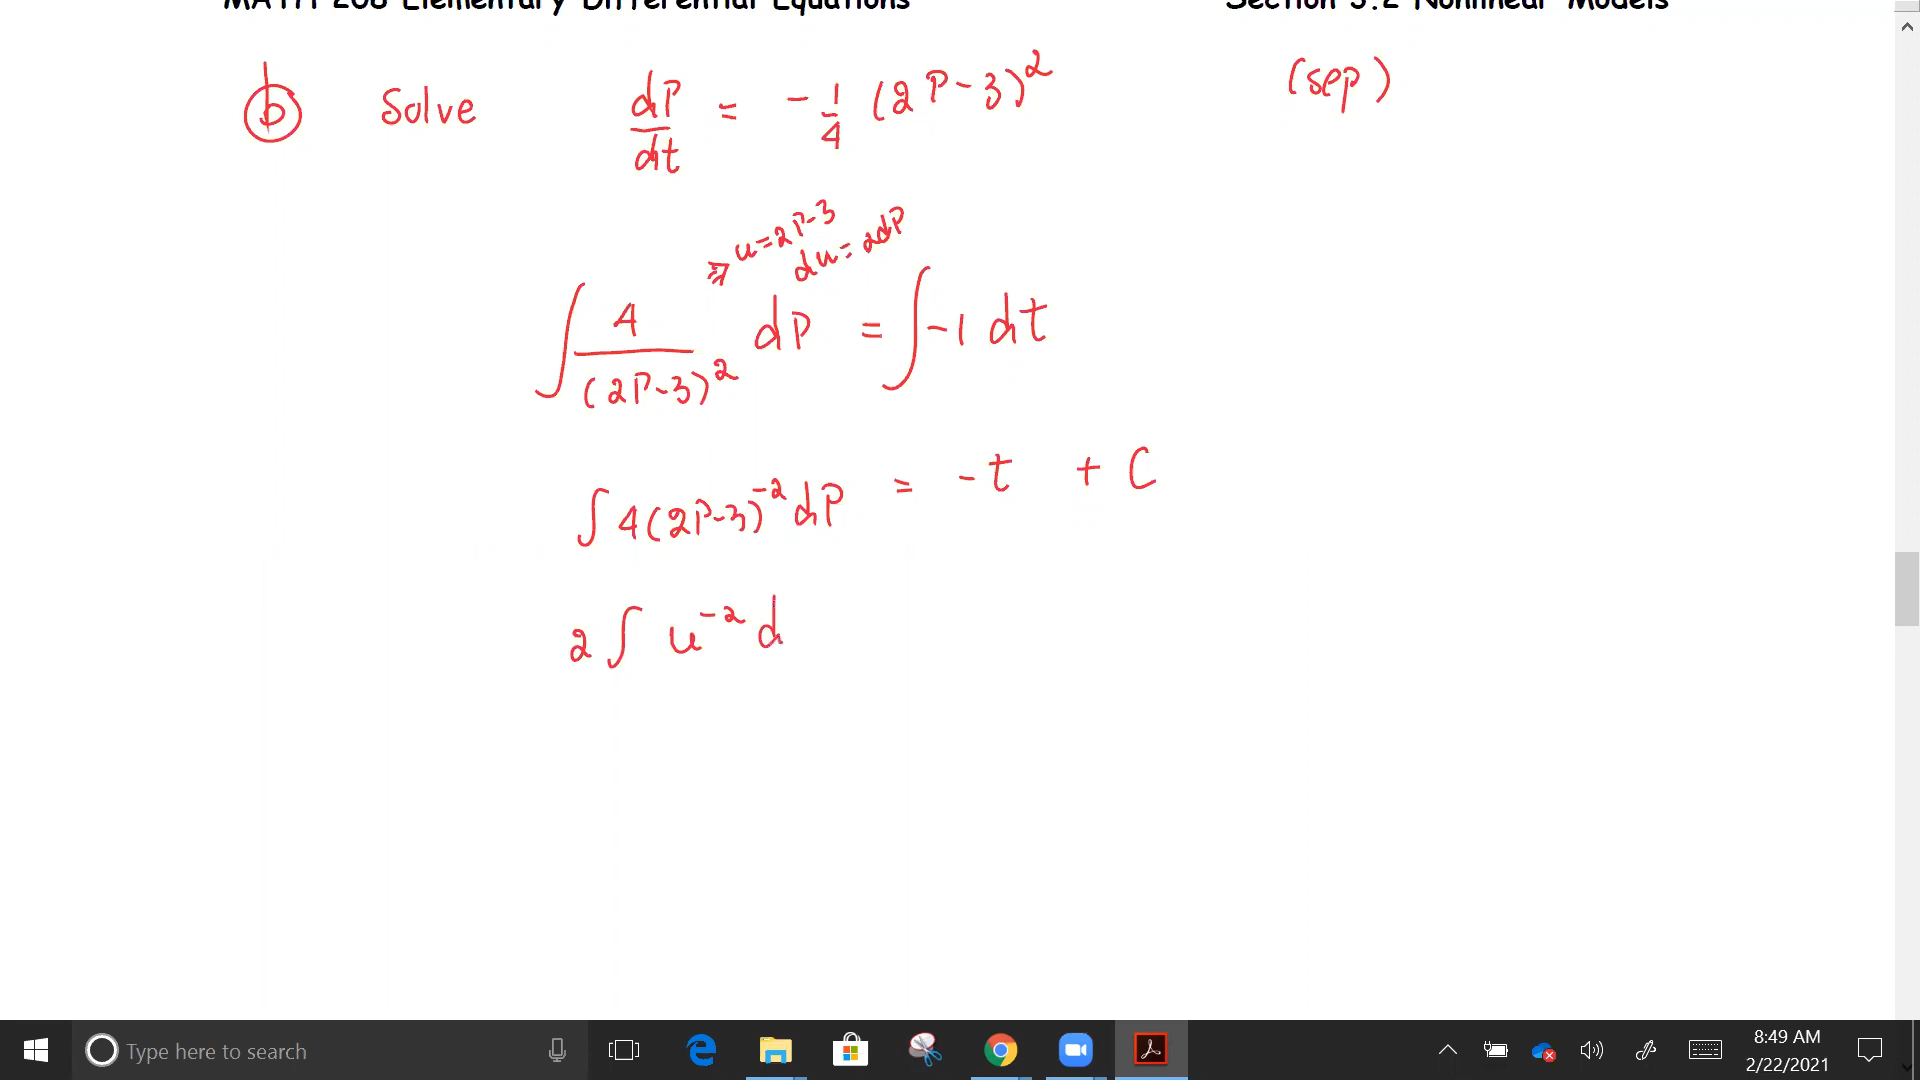 MATH 208 Elementary Differential Equations Section 3.2 Nonlinear Models
b Solve dP/dt = -1/4 (2P-3)^2 (sep)
u=2P-3
du=2dP
∫ 4/(2P-3)^2 dP = ∫-1 dt
∫ 4(2P-3)^-2 dP = -t + C
2 ∫ u^-2 d
Type here to search
8:49 AM
2/22/2021